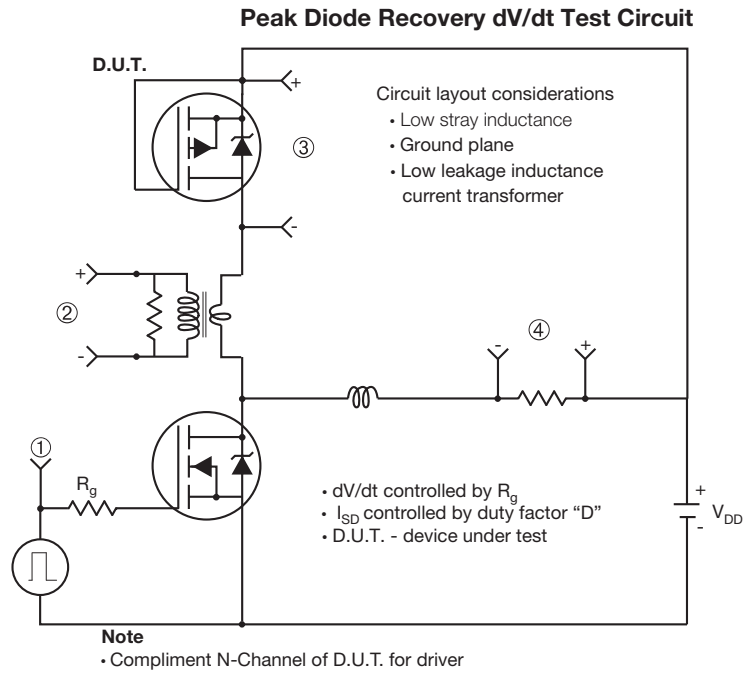 Peak Diode Recovery dV/dt Test Circuit
D.U.T.
+
Circuit layout considerations
• Low stray inductance
• Ground plane
• Low leakage inductance
current transformer
③
-
+
②
-
④
- +
①
Rg
• dV/dt controlled by Rg
• ISD controlled by duty factor “D”
• D.U.T. - device under test
+
VDD
-
Note
• Compliment N-Channel of D.U.T. for driver